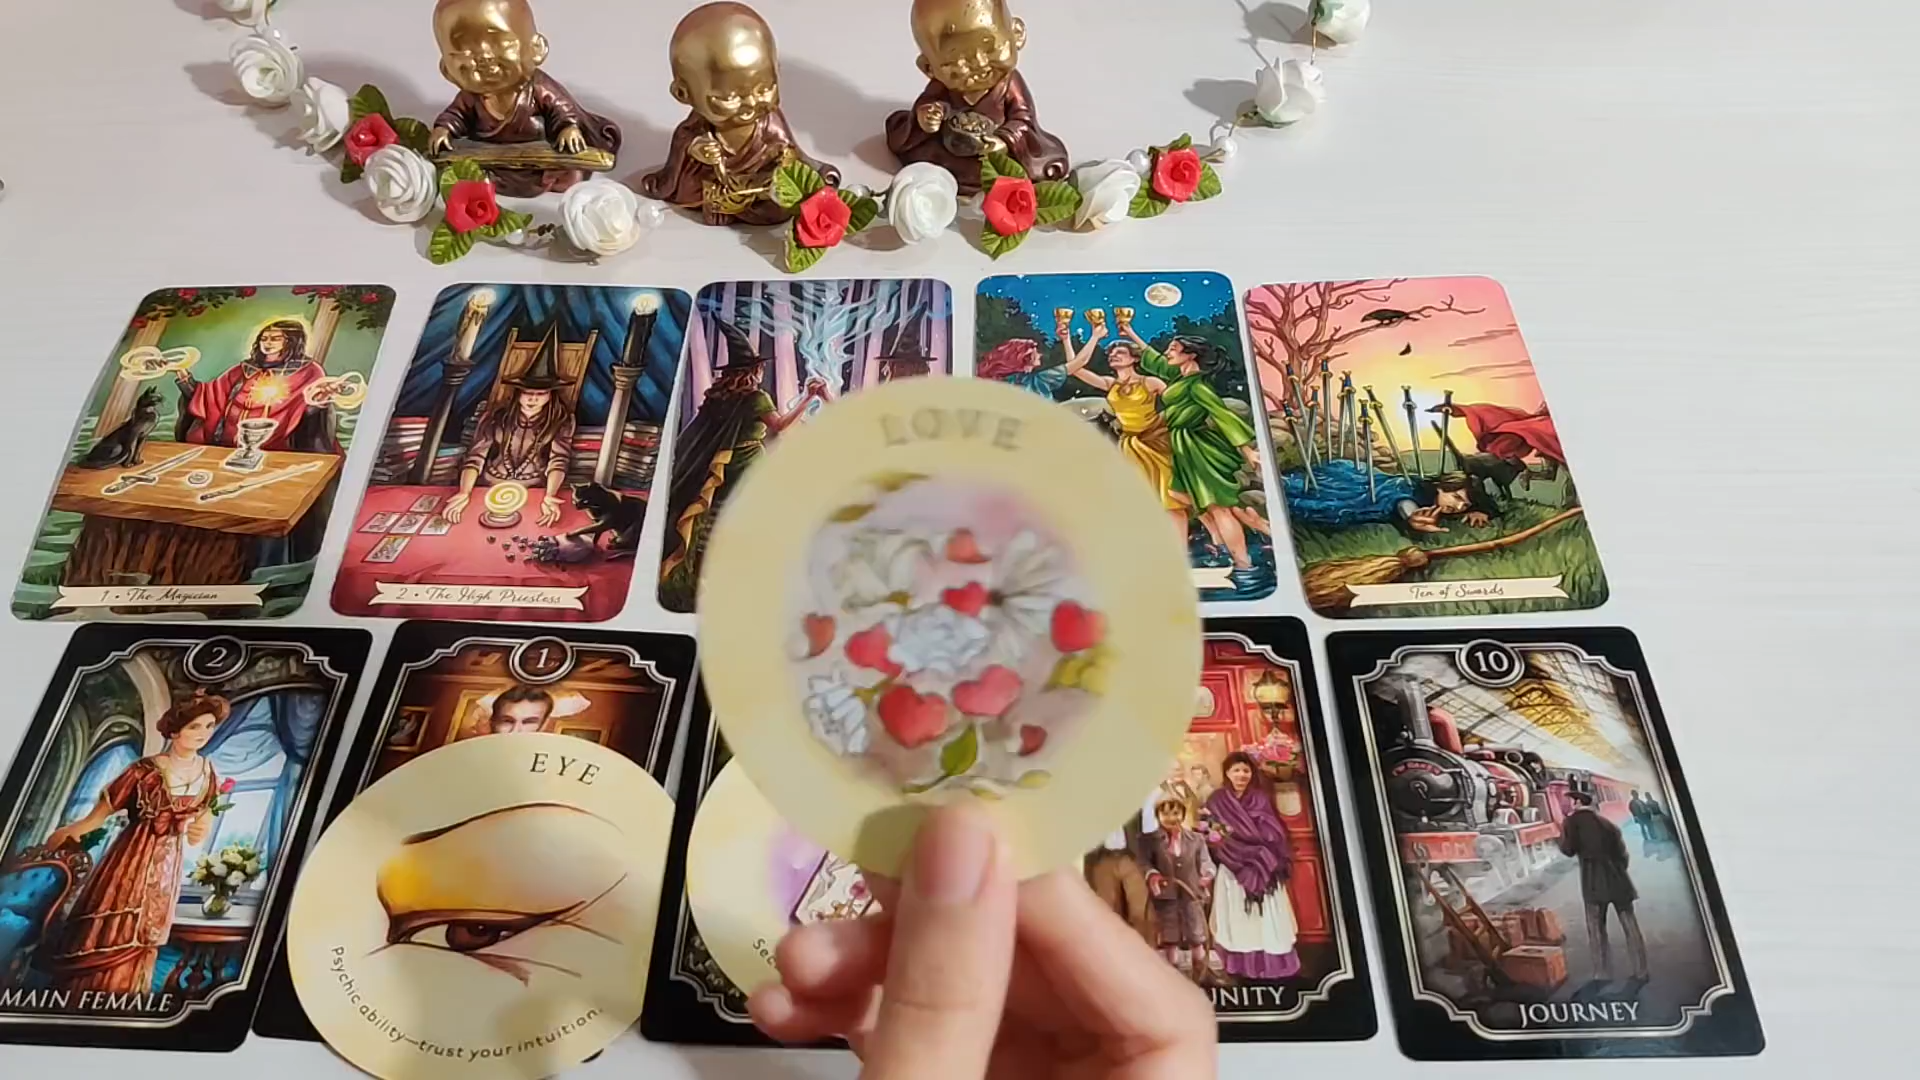 LOVE
1 • The Magician
2 • The High Priestess
Ten of Swords
2
1
10
EYE
Psychic ability—trust your intuition.
MAIN FEMALE
JOURNEY